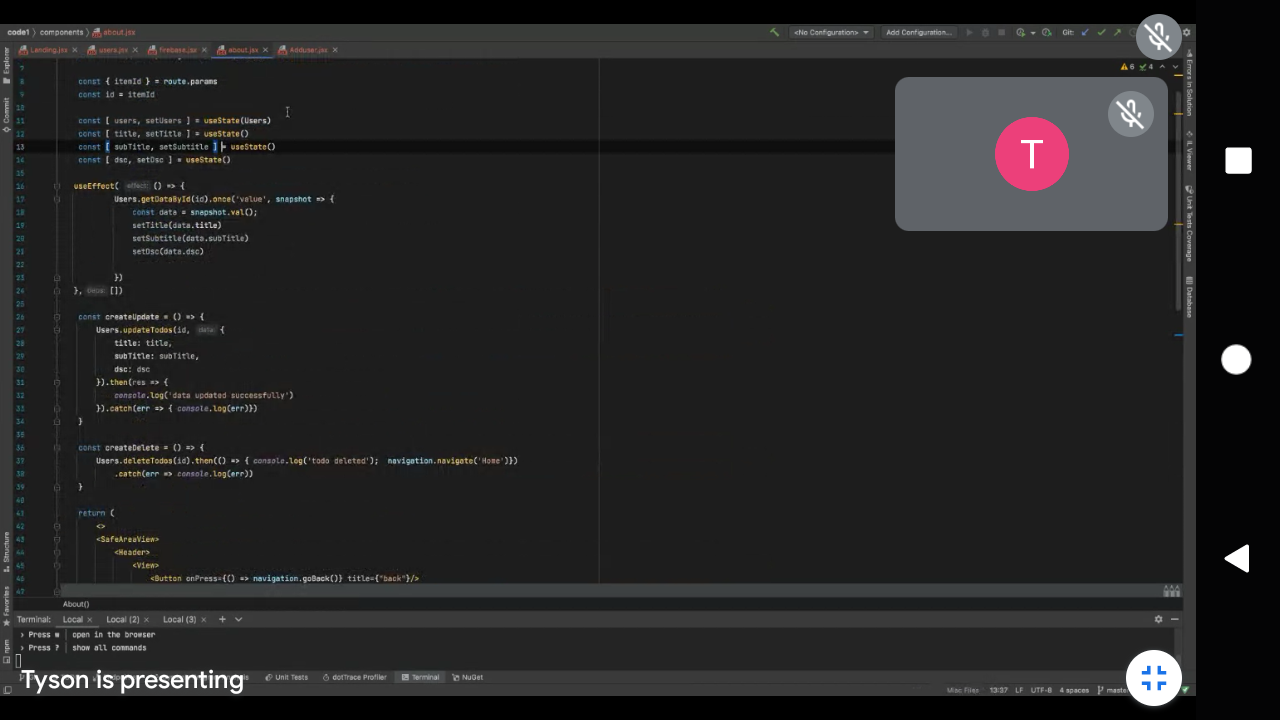 code1 components about.jsx
<No Configuration> Add Configuration... Git:
Landing.jsx users.jsx firebase.jsx about.jsx Adduser.jsx
6 4
8 const { itemId } = route.params
9 const id = itemId
10
11 const [ users, setUsers ] = useState(Users)
12 const [ title, setTitle ] = useState()
13 const [ subTitle, setSubtitle ] = useState()
14 const [ dsc, setDsc ] = useState()
15
16 useEffect( effect: () => {
17 Users.getDataById(id).once('value', snapshot => {
18 const data = snapshot.val();
19 setTitle(data.title)
20 setSubtitle(data.subTitle)
21 setDsc(data.dsc)
22
23 })
24 }, [])
25
26 const createUpdate = () => {
27 Users.updateTodos(id, data: {
28 title: title,
29 subTitle: subTitle,
30 dsc: dsc
31 }).then(res => {
32 console.log('data updated successfully')
33 }).catch(err => { console.log(err)})
34 }
35
36 const createDelete = () => {
37 Users.deleteTodos(id).then(() => { console.log('todo deleted'); navigation.navigate('Home')})
38 .catch(err => console.log(err))
39 }
40
41 return (
42 <>
43 <SafeAreaView>
44 <Header>
45 <View>
46 <Button onPress={() => navigation.goBack()} title={"back"}/>
47
About()
Terminal: Local Local (2) Local (3)
› Press w | open in the browser
› Press ? | show all commands
Unit Tests dotTrace Profiler Terminal NuGet
Misc Files 13:37 LF UTF-8 4 spaces
Explorer
Commit
Structure
Favorites
npm
Errors in Solution
IL Viewer
Unit Tests Coverage
Database
T
Tyson is presenting